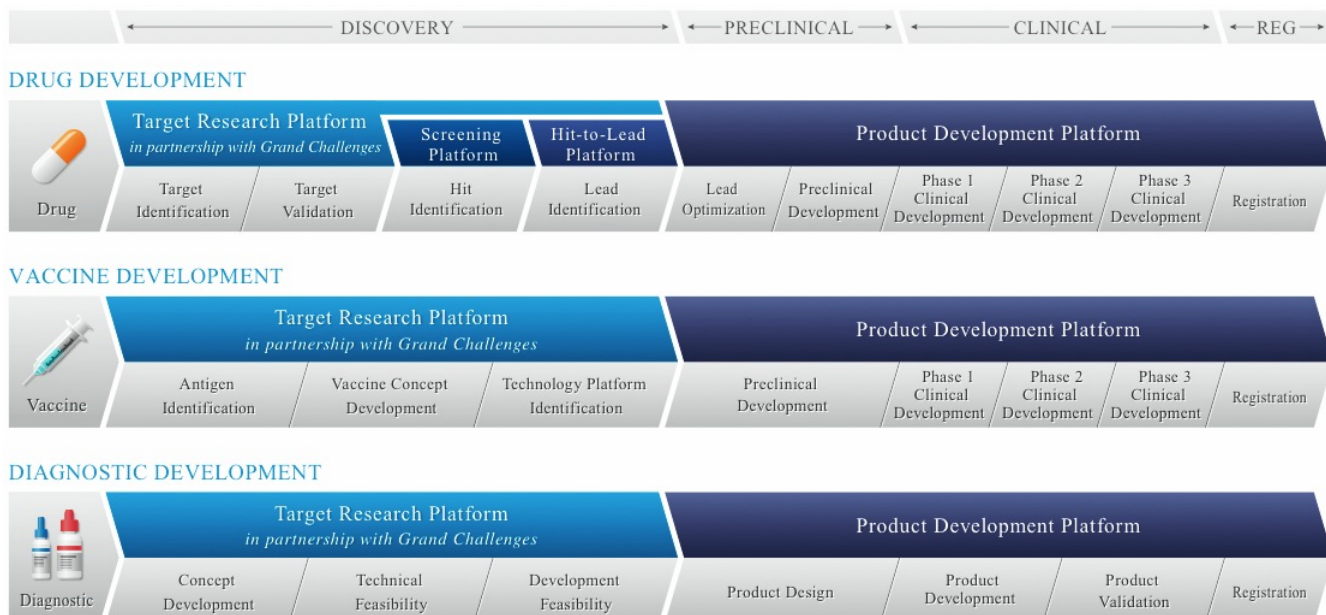 DISCOVERY PRECLINICAL CLINICAL REG
DRUG DEVELOPMENT
Drug
Target Research Platform
in partnership with Grand Challenges
Screening
Platform
Hit-to-Lead
Platform
Product Development Platform
Target
Identification
Target
Validation
Hit
Identification
Lead
Identification
Lead
Optimization
Preclinical
Development
Phase 1
Clinical
Development
Phase 2
Clinical
Development
Phase 3
Clinical
Development
Registration
VACCINE DEVELOPMENT
Vaccine
Target Research Platform
in partnership with Grand Challenges
Product Development Platform
Antigen
Identification
Vaccine Concept
Development
Technology Platform
Identification
Preclinical
Development
Phase 1
Clinical
Development
Phase 2
Clinical
Development
Phase 3
Clinical
Development
Registration
DIAGNOSTIC DEVELOPMENT
Diagnostic
Target Research Platform
in partnership with Grand Challenges
Product Development Platform
Concept
Development
Technical
Feasibility
Development
Feasibility
Product Design
Product
Development
Product
Validation
Registration